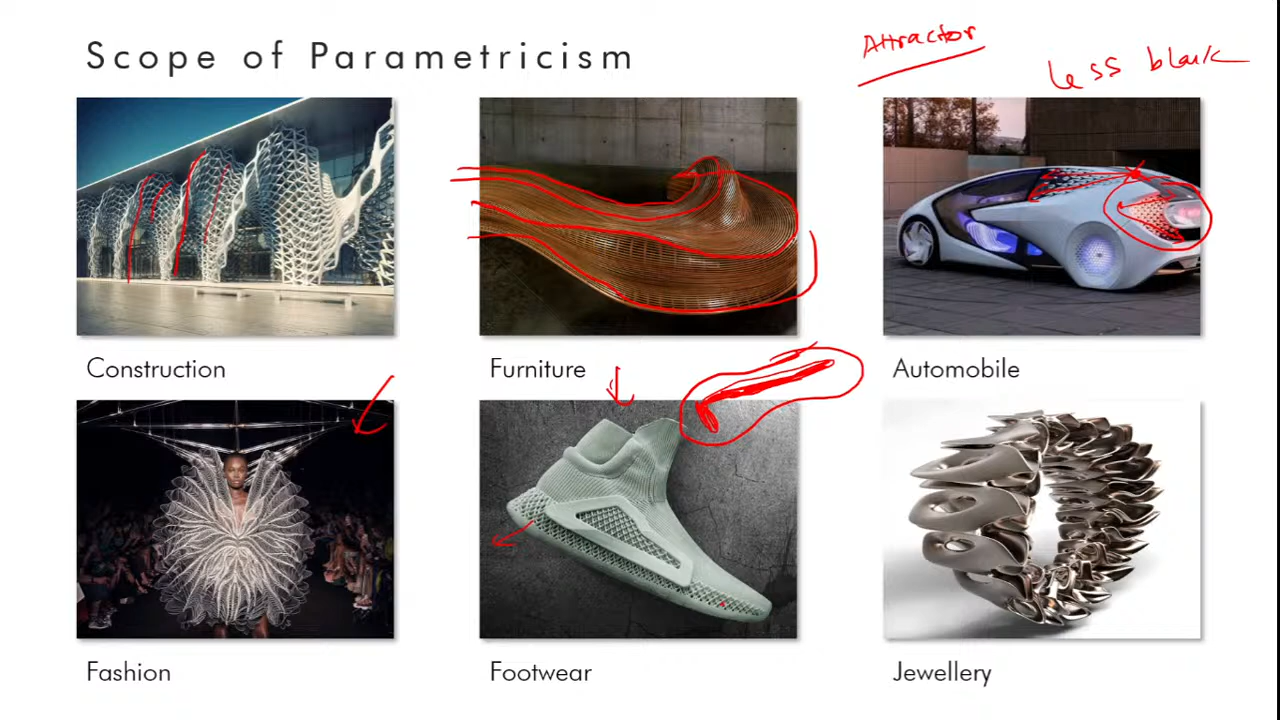 Scope of Parametricism
Attractor
less black
Construction
Furniture
Automobile
Fashion
Footwear
Jewellery